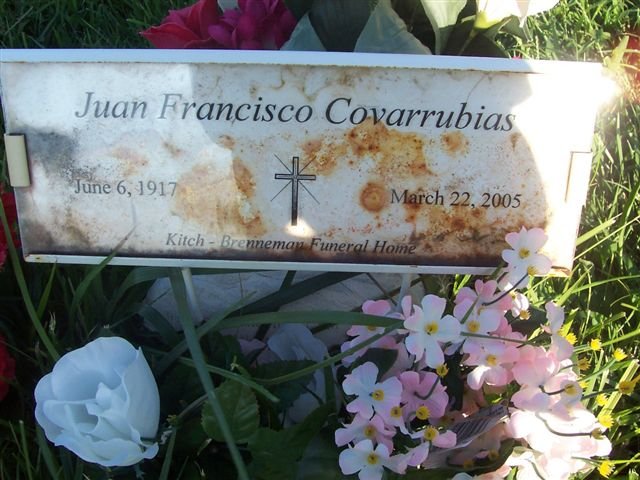 Juan Francisco Covarrubias
June 6, 1917 March 22, 2005
Kitch - Brenneman Funeral Home